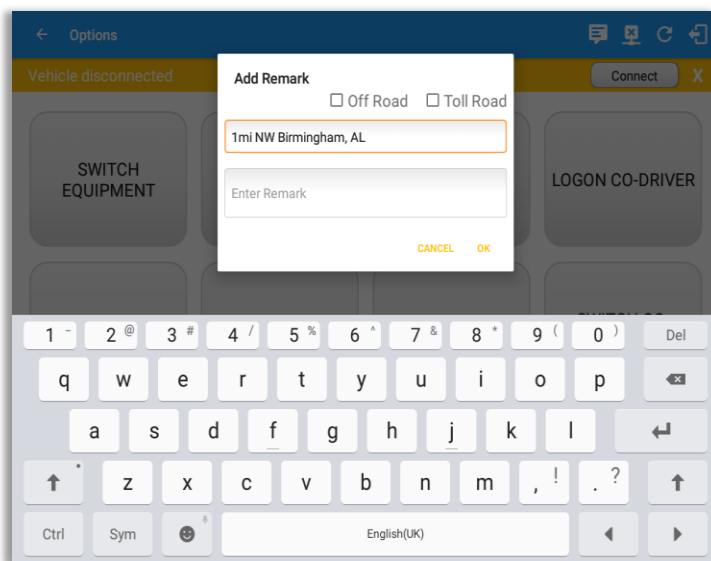 Options
Vehicle disconnected
Connect
X
Add Remark
Off Road
Toll Road
1mi NW Birmingham, AL
Enter Remark
CANCEL
OK
SWITCH
EQUIPMENT
LOGON CO-DRIVER
1 - 2 @ 3 # 4 / 5 % 6 ^ 7 & 8 * 9 ( 0 ) Del
q w e r t y u i o p
a s d f g h j k l
z x c v b n m , ! . ?
Ctrl Sym English(UK)